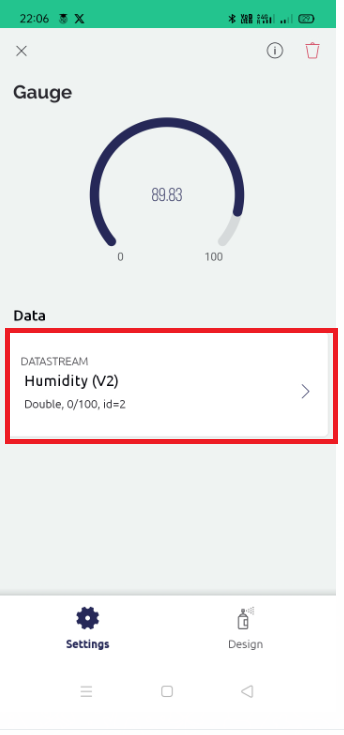 22:06
Gauge
89.83
0 100
Data
DATASTREAM
Humidity (V2)
Double, 0/100, id=2
Settings Design